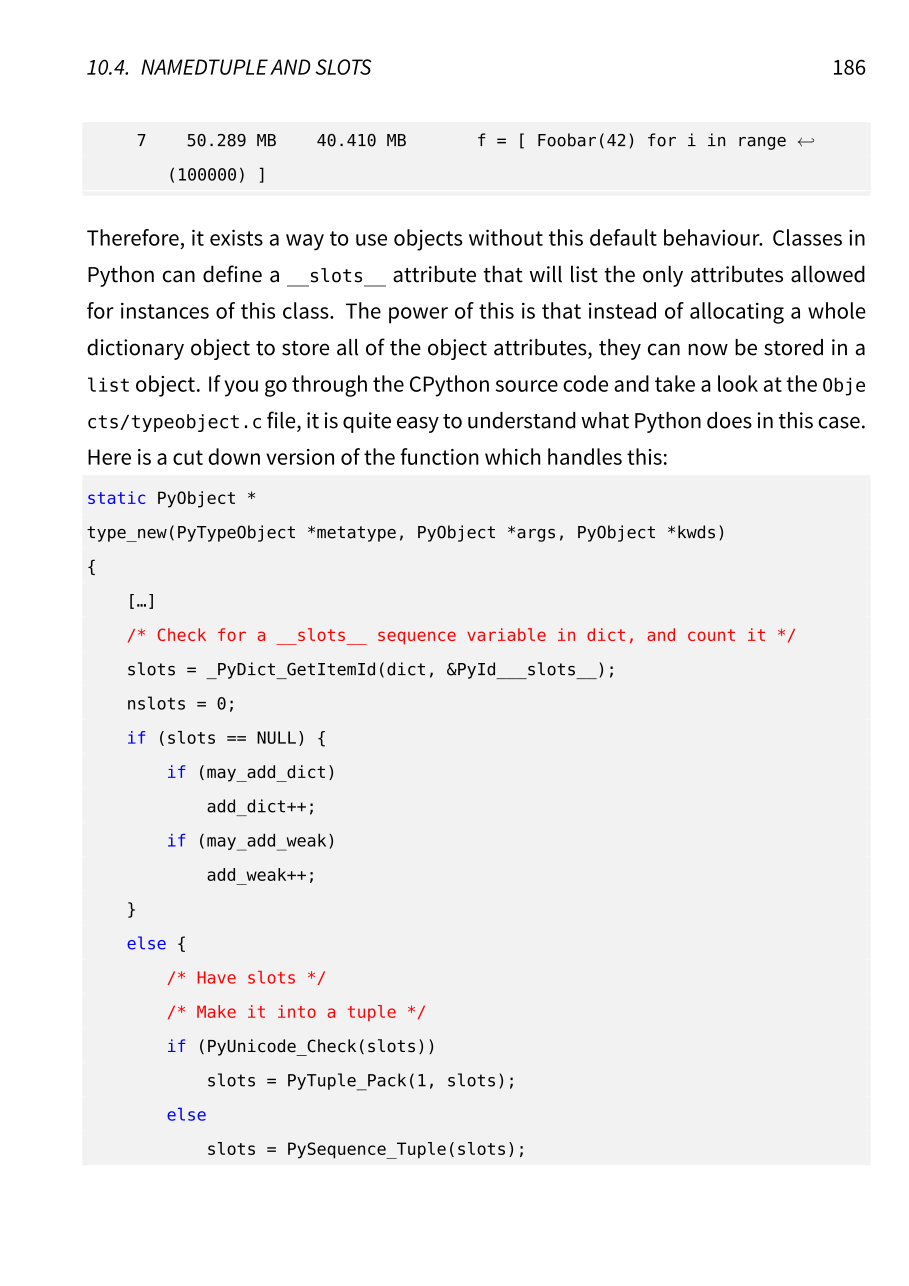 10.4. NAMEDTUPLE AND SLOTS 186
7 50.289 MB 40.410 MB f = [ Foobar(42) for i in range ↩
(100000) ]
Therefore, it exists a way to use objects without this default behaviour. Classes in
Python can define a __slots__ attribute that will list the only attributes allowed
for instances of this class. The power of this is that instead of allocating a whole
dictionary object to store all of the object attributes, they can now be stored in a
list object. If you go through the CPython source code and take a look at the Obje
cts/typeobject.c file, it is quite easy to understand what Python does in this case.
Here is a cut down version of the function which handles this:
static PyObject *
type_new(PyTypeObject *metatype, PyObject *args, PyObject *kwds)
{
    […]
    /* Check for a __slots__ sequence variable in dict, and count it */
    slots = _PyDict_GetItemId(dict, &PyId___slots__);
    nslots = 0;
    if (slots == NULL) {
        if (may_add_dict)
            add_dict++;
        if (may_add_weak)
            add_weak++;
    }
    else {
        /* Have slots */
        /* Make it into a tuple */
        if (PyUnicode_Check(slots))
            slots = PyTuple_Pack(1, slots);
        else
            slots = PySequence_Tuple(slots);